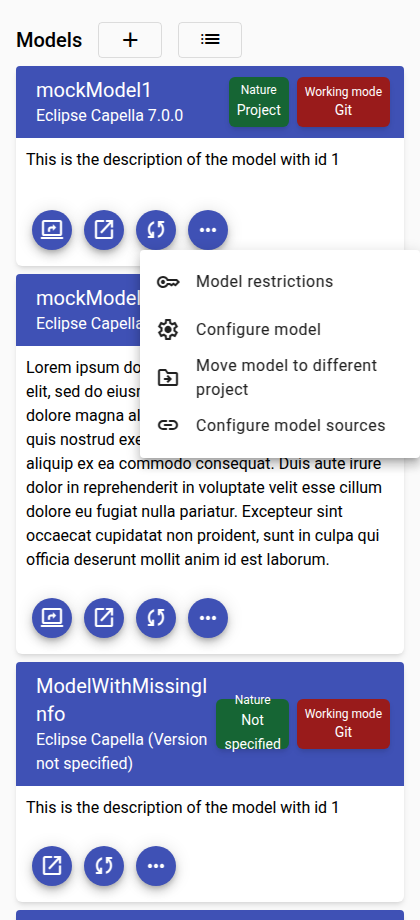 Models
mockModel1
Eclipse Capella 7.0.0
Nature
Project
Working mode
Git
This is the description of the model with id 1
Model restrictions
Configure model
Move model to different
project
Configure model sources
mockModel
Eclipse Capella
Lorem ipsum do
elit, sed do eiusm
dolore magna al
quis nostrud exe
aliquip ex ea commodo consequat. Duis aute irure
dolor in reprehenderit in voluptate velit esse cillum
dolore eu fugiat nulla pariatur. Excepteur sint
occaecat cupidatat non proident, sunt in culpa qui
officia deserunt mollit anim id est laborum.
ModelWithMissingI
nfo
Eclipse Capella (Version
not specified)
Nature
Not
specified
Working mode
Git
This is the description of the model with id 1